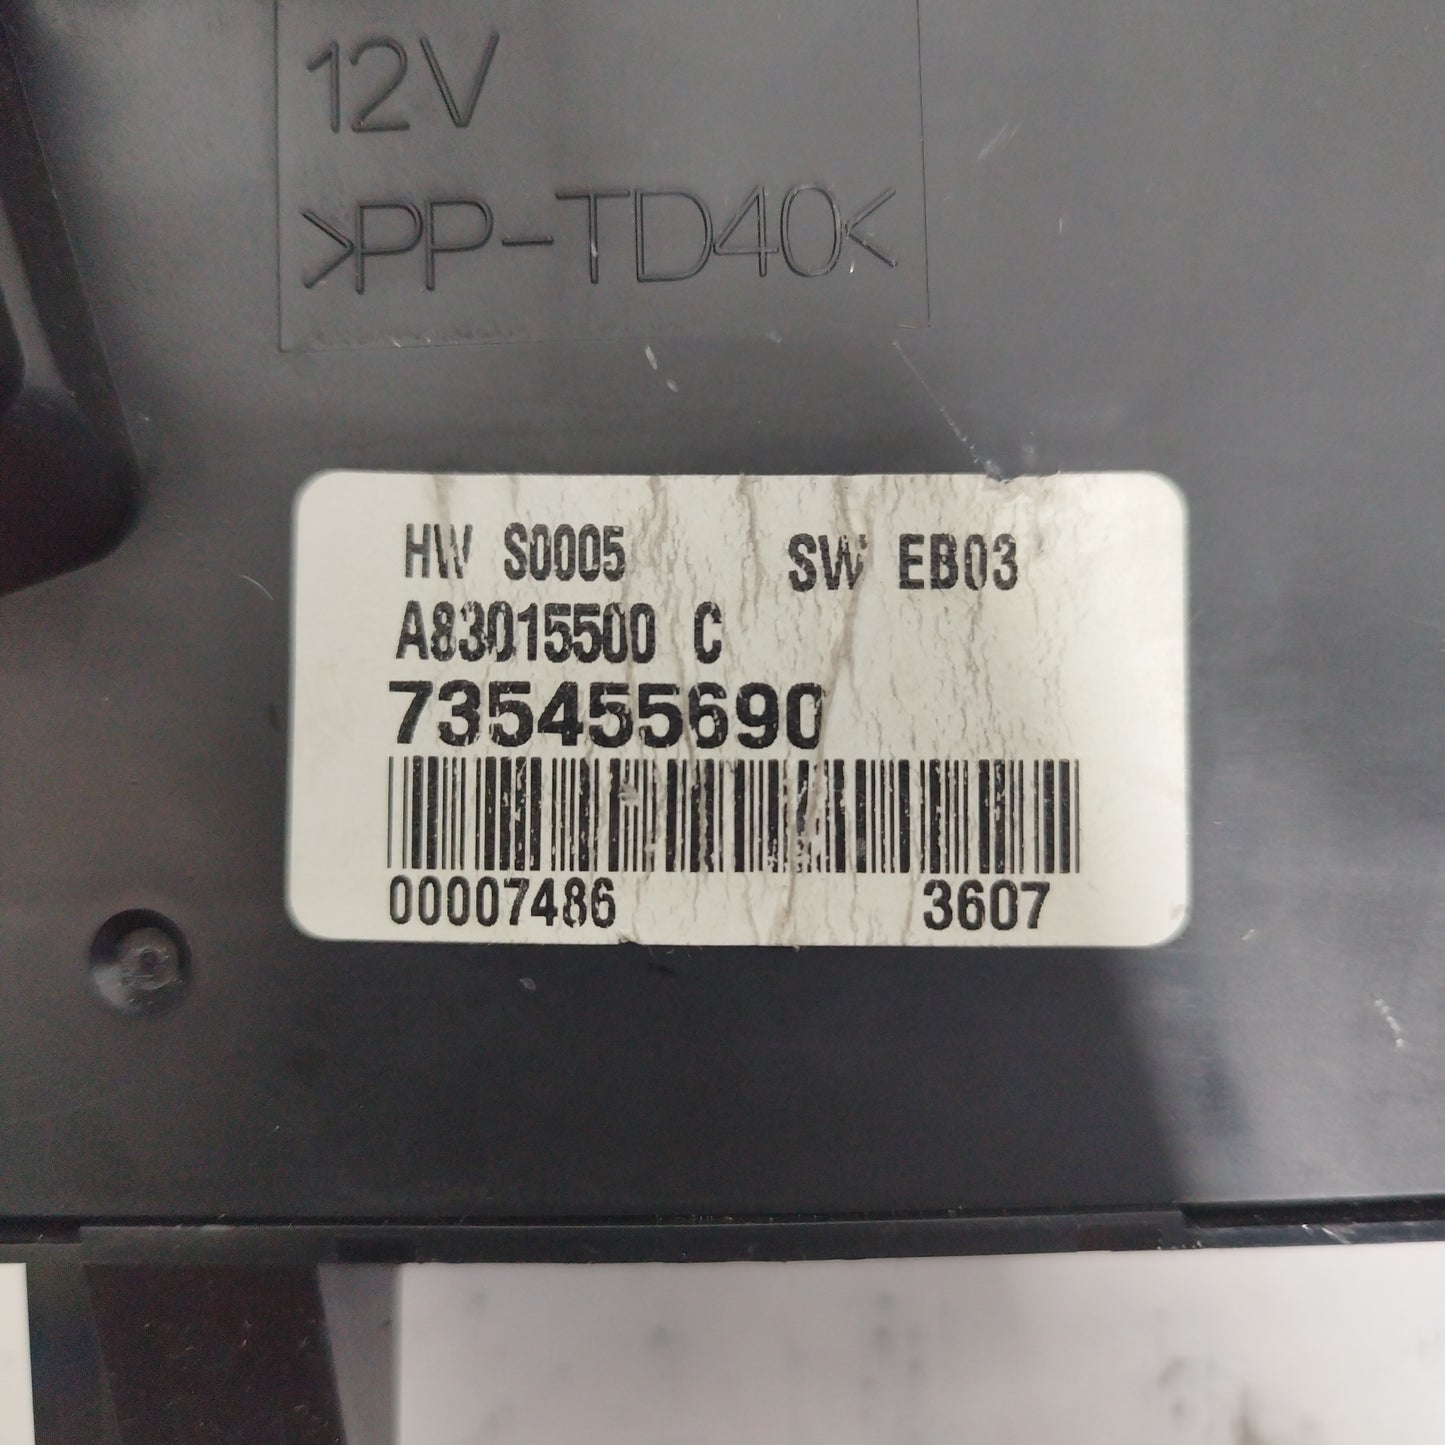 12V
>PP-TD40<
HW S0005 SW EB03
A83015500 C
735455690
00007486 3607